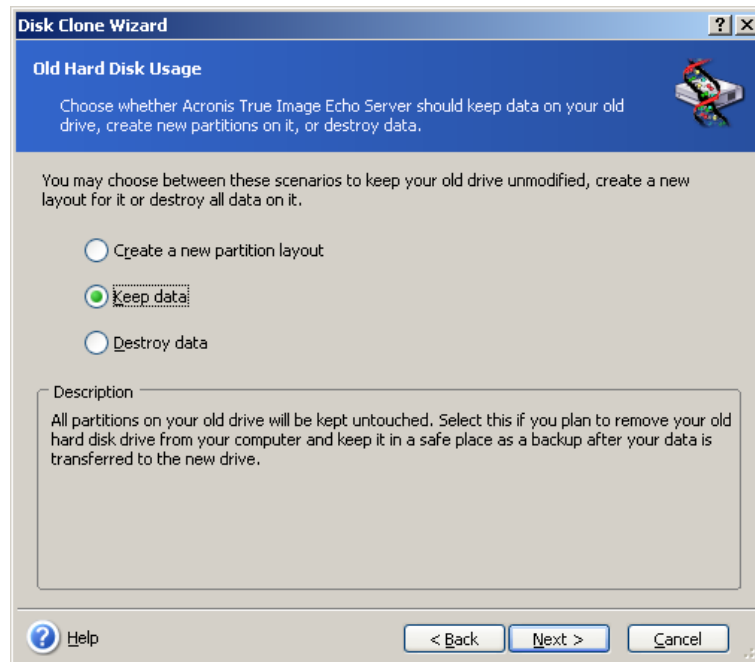 Disk Clone Wizard
Old Hard Disk Usage
Choose whether Acronis True Image Echo Server should keep data on your old
drive, create new partitions on it, or destroy data.
You may choose between these scenarios to keep your old drive unmodified, create a new
layout for it or destroy all data on it.
Create a new partition layout
Keep data
Destroy data
Description
All partitions on your old drive will be kept untouched. Select this if you plan to remove your old
hard disk drive from your computer and keep it in a safe place as a backup after your data is
transferred to the new drive.
Help
< Back
Next >
Cancel